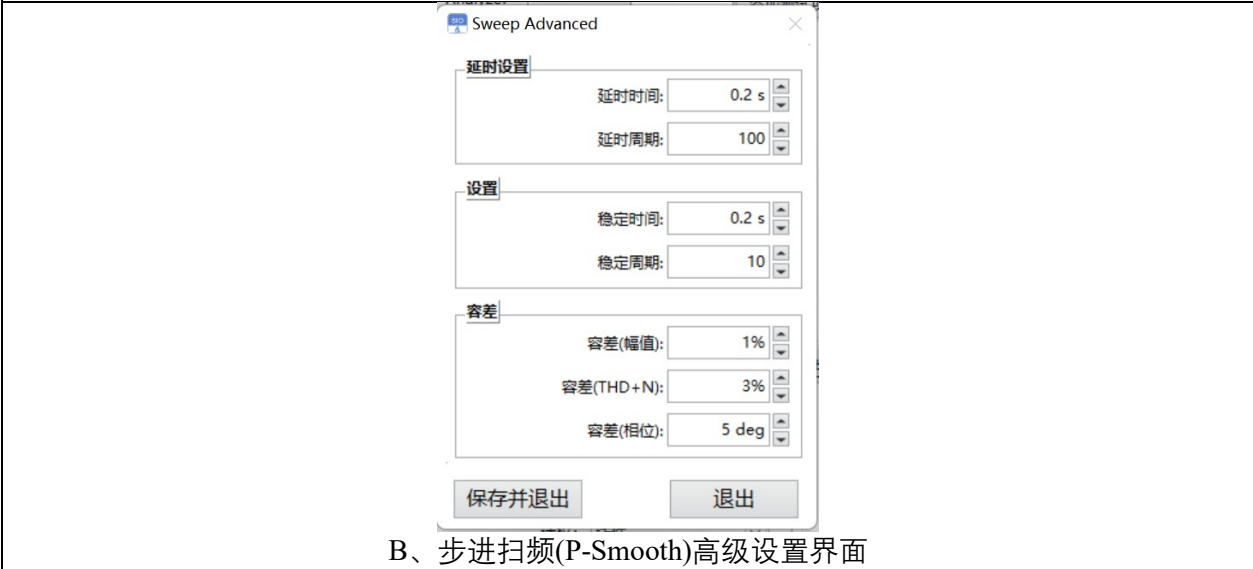 Sweep Advanced
延时设置
延时时间: 0.2 s
延时周期: 100
设置
稳定时间: 0.2 s
稳定周期: 10
容差
容差(幅值): 1%
容差(THD+N): 3%
容差(相位): 5 deg
保存并退出 退出
B、步进扫频(P-Smooth)高级设置界面